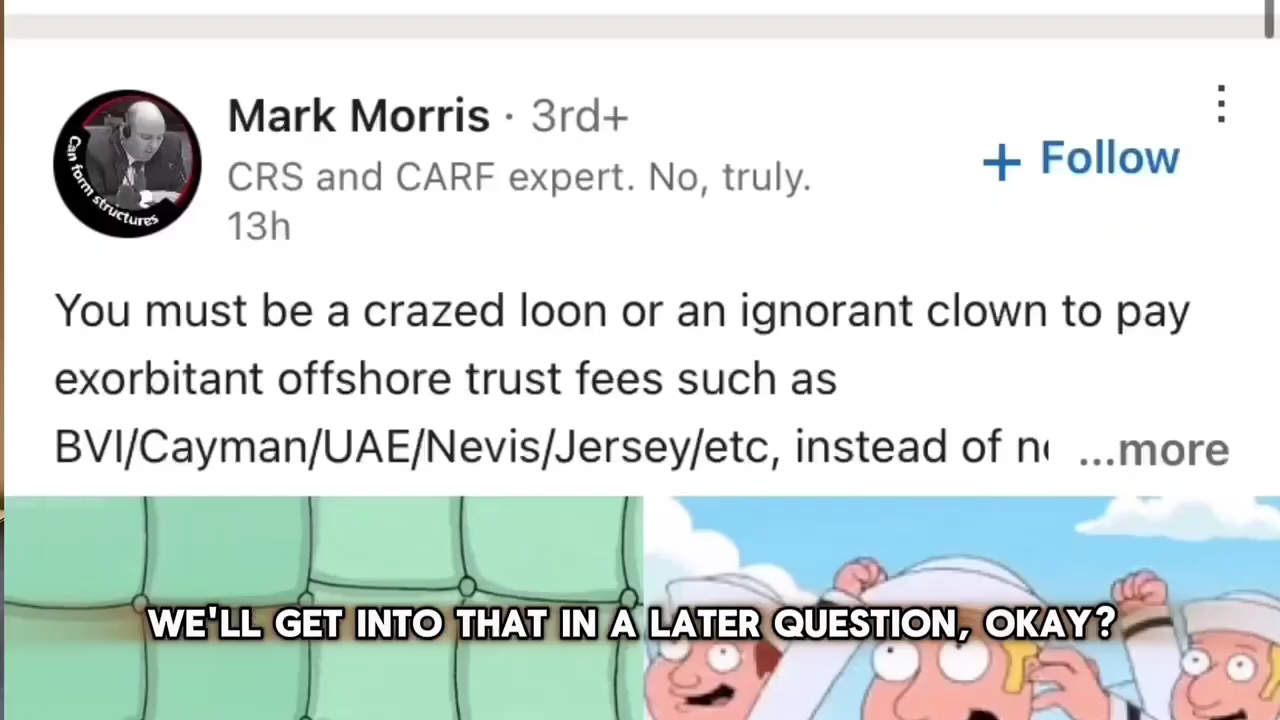 Mark Morris · 3rd+
CRS and CARF expert. No, truly.
13h
+ Follow
Can form structures
You must be a crazed loon or an ignorant clown to pay
exorbitant offshore trust fees such as
BVI/Cayman/UAE/Nevis/Jersey/etc, instead of ...more
WE'LL GET INTO THAT IN A LATER QUESTION, OKAY?